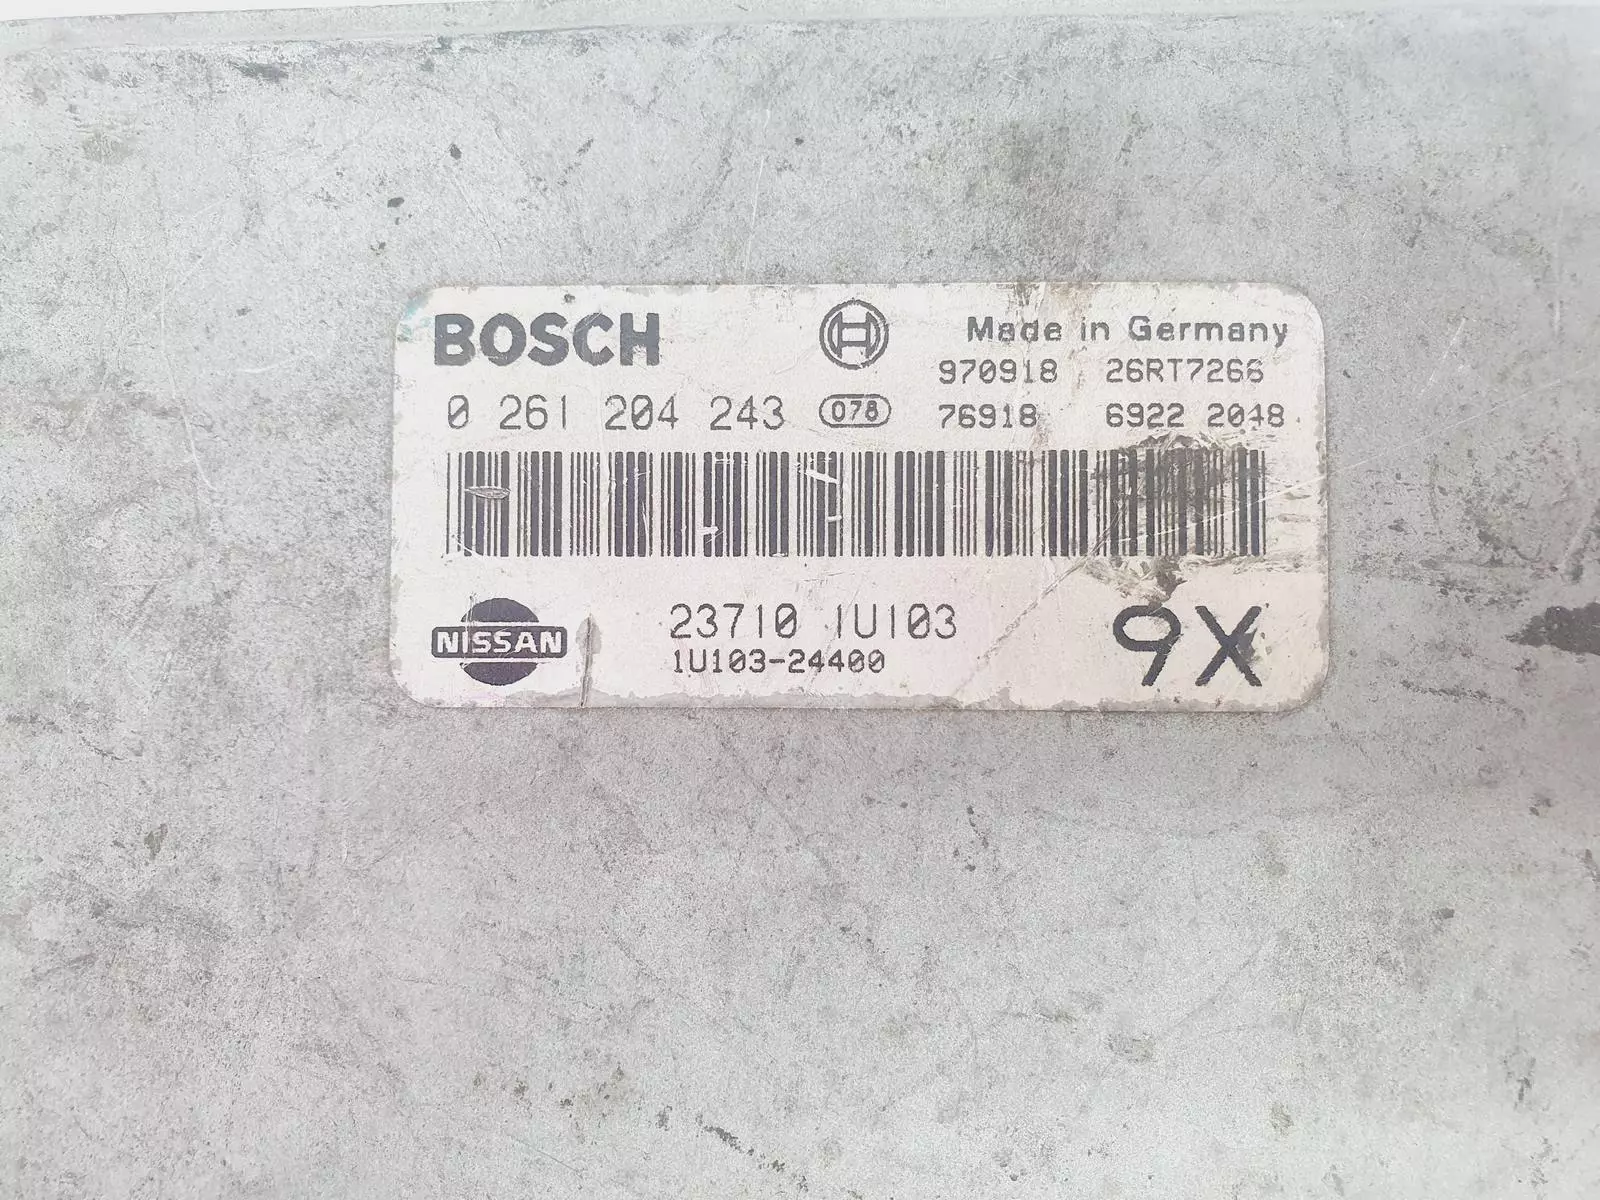 BOSCH
Made in Germany
970918 26RT7266
0 261 204 243 078 76918 6922 2048
NISSAN
23710 1U103
1U103-24400
9X